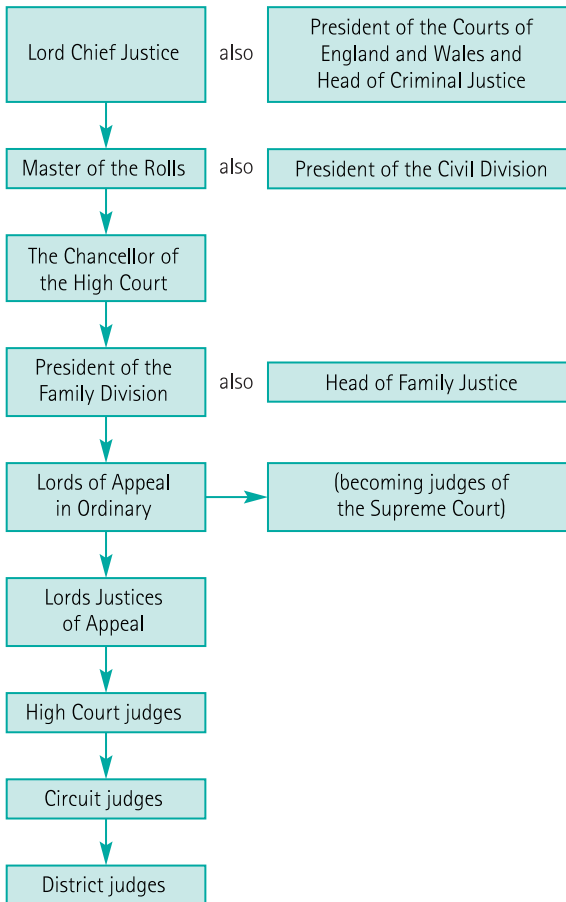 Lord Chief Justice
also
President of the Courts of
England and Wales and
Head of Criminal Justice
Master of the Rolls
also
President of the Civil Division
The Chancellor of
the High Court
President of the
Family Division
also
Head of Family Justice
Lords of Appeal
in Ordinary
(becoming judges of
the Supreme Court)
Lords Justices
of Appeal
High Court judges
Circuit judges
District judges